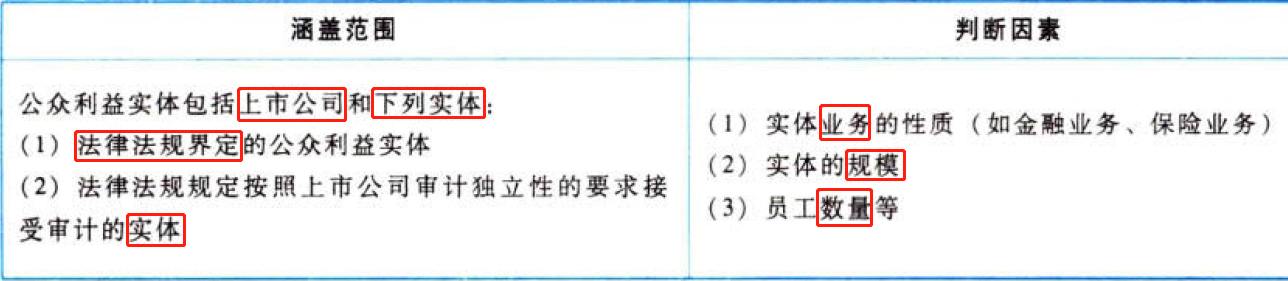 涵盖范围
判断因素
公众利益实体包括上市公司和下列实体:
(1) 法律法规界定的公众利益实体
(2) 法律法规规定按照上市公司审计独立性的要求接
受审计的实体
(1) 实体业务的性质 (如金融业务、保险业务)
(2) 实体的规模
(3) 员工数量等